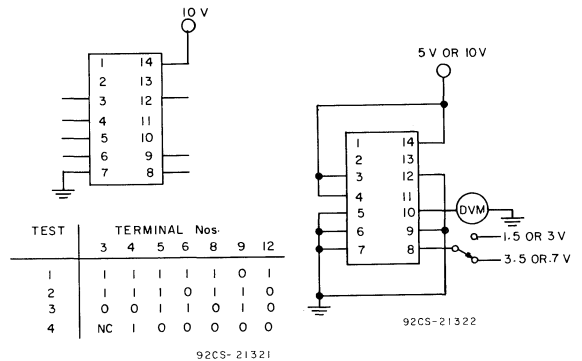 10 V
1 14
2 13
3 12
4 11
5 10
6 9
7 8
TEST TERMINAL Nos.
3 4 5 6 8 9 12
1 1 1 1 1 1 0 1
2 1 1 1 0 1 1 0
3 0 0 1 1 0 1 0
4 NC 1 0 0 0 0 0
92CS-21321
5 V OR 10 V
1 14
2 13
3 12
4 11
5 10
6 9
7 8
DVM
1.5 OR 3 V
3.5 OR.7 V
92CS-21322